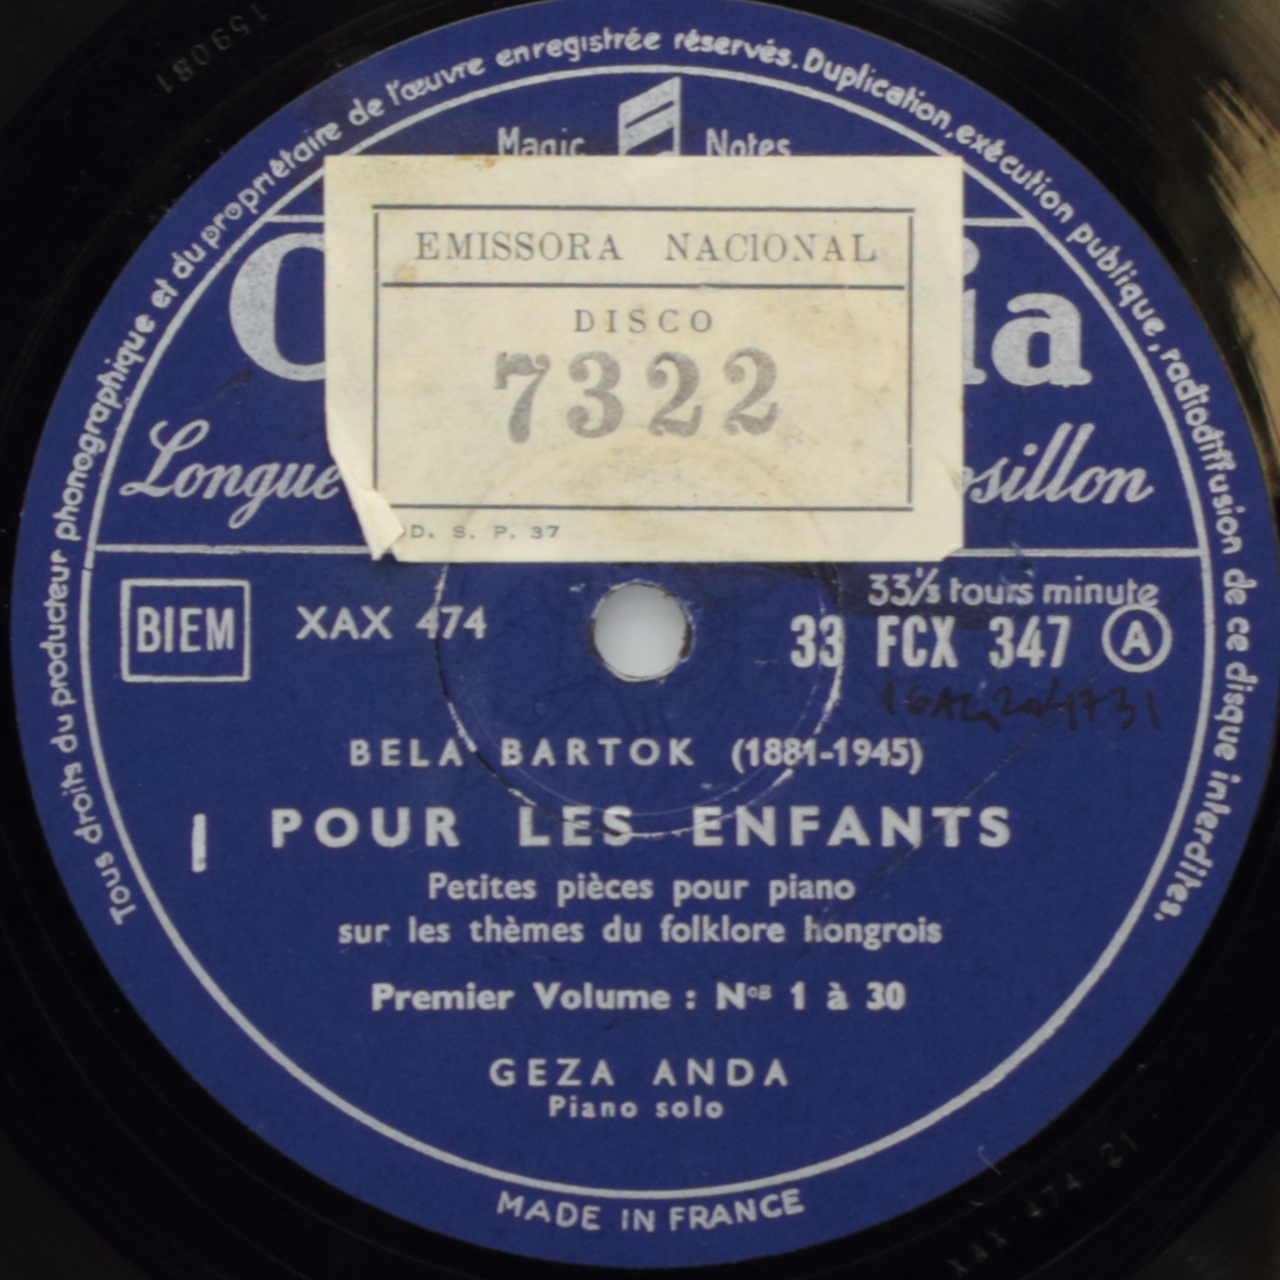 159081
Tous droits du producteur phonographique et du propriétaire de l'œuvre enregistrée réservés. Duplication, exécution publique, radiodiffusion de ce disque interdites.
Magic Notes
EMISSORA NACIONAL
DISCO
7322
D. S. P. 37
Longue
33⅓ tours minute
BIEM
XAX 474
33 FCX 347 A
BELA BARTOK (1881-1945)
I POUR LES ENFANTS
Petites pièces pour piano
sur les thèmes du folklore hongrois
Premier Volume : Nos 1 à 30
GEZA ANDA
Piano solo
MADE IN FRANCE
XAX 474 21